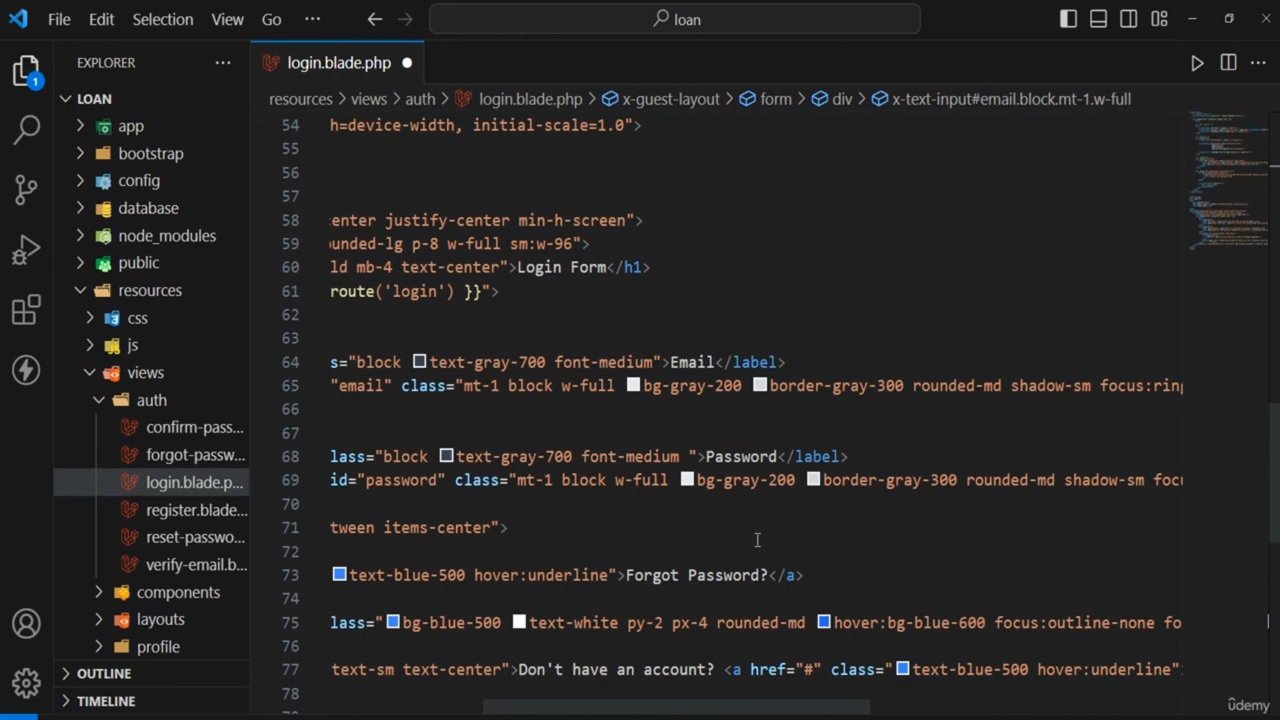 File Edit Selection View Go ··· loan
EXPLORER ···
login.blade.php
1
LOAN
resources > views > auth > login.blade.php > x-guest-layout > form > div > x-text-input#email.block.mt-1.w-full
app
bootstrap
config
database
node_modules
public
resources
css
js
views
auth
confirm-pass...
forgot-passw...
login.blade.p...
register.blade...
reset-passwo...
verify-email.b...
components
layouts
profile
OUTLINE
TIMELINE
54 h=device-width, initial-scale=1.0">
55
56
57
58 center justify-center min-h-screen">
59 unded-lg p-8 w-full sm:w-96">
60 ld mb-4 text-center">Login Form</h1>
61 route('login') }}">
62
63
64 s="block text-gray-700 font-medium">Email</label>
65 "email" class="mt-1 block w-full bg-gray-200 border-gray-300 rounded-md shadow-sm focus:ring
66
67
68 lass="block text-gray-700 font-medium ">Password</label>
69 id="password" class="mt-1 block w-full bg-gray-200 border-gray-300 rounded-md shadow-sm foc
70
71 tween items-center">
72
73 text-blue-500 hover:underline">Forgot Password?</a>
74
75 lass="bg-blue-500 text-white py-2 px-4 rounded-md hover:bg-blue-600 focus:outline-none fo
76
77 text-sm text-center">Don't have an account? <a href="#" class="text-blue-500 hover:underline"
78
udemy